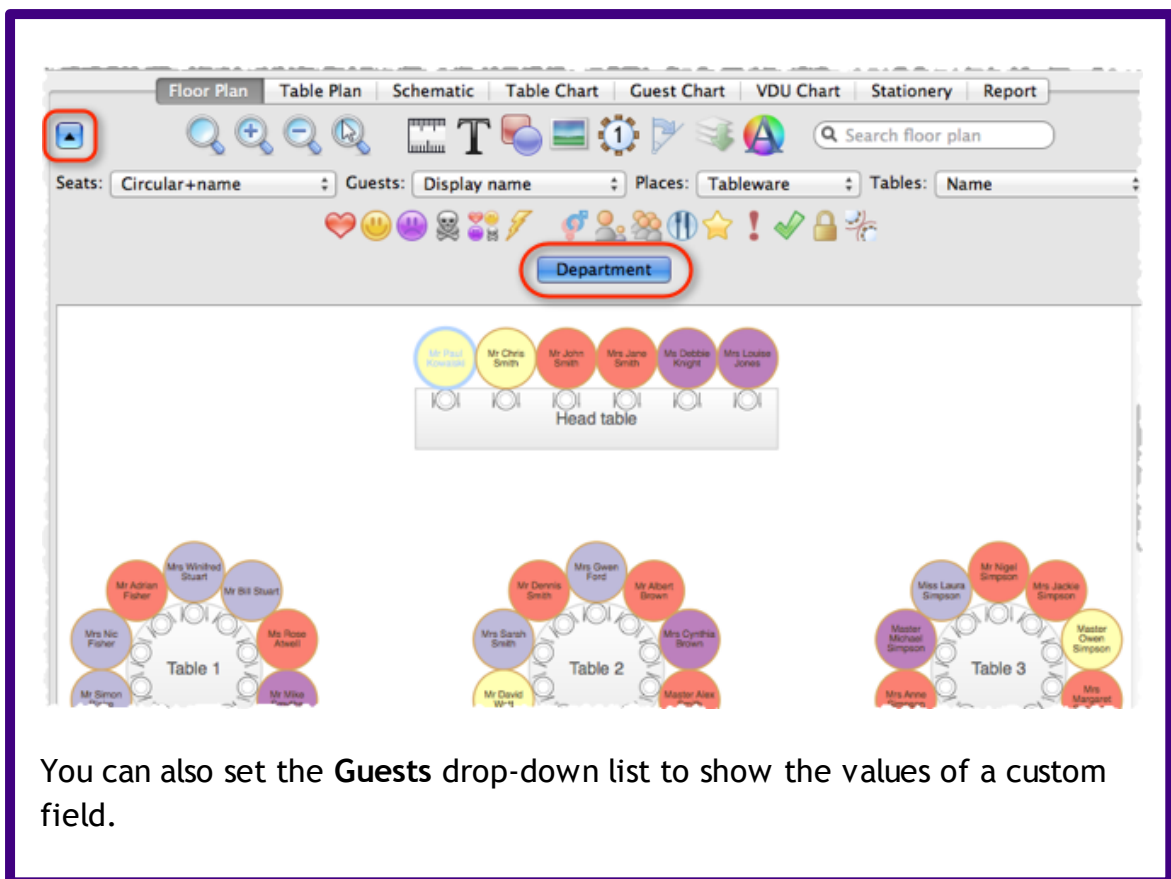 Floor Plan Table Plan Schematic Table Chart Guest Chart VDU Chart Stationery Report
T 1 A Search floor plan
Seats: Circular+name Guests: Display name Places: Tableware Tables: Name
Department
Mr Paul Kowalski
Mr Chris Smith
Mr John Smith
Mrs Jane Smith
Ms Debbie Knight
Mrs Louise Jones
Head table
Mrs Winifred Stuart
Mr Adrian Fisher
Mr Bill Stuart
Mrs Nic Fisher
Ms Rose Atwell
Table 1
Mr Simon
Mr Mike
Mrs Gwen Ford
Mr Dennis Smith
Mr Albert Brown
Mrs Sarah Smith
Mrs Cynthia Brown
Table 2
Mr David
Master Alex
Mr Nigel Simpson
Miss Laura Simpson
Mrs Jackie Simpson
Master Michael Simpson
Master Owen Simpson
Table 3
Mrs Anne
Mrs Margaret
You can also set the Guests drop-down list to show the values of a custom
field.